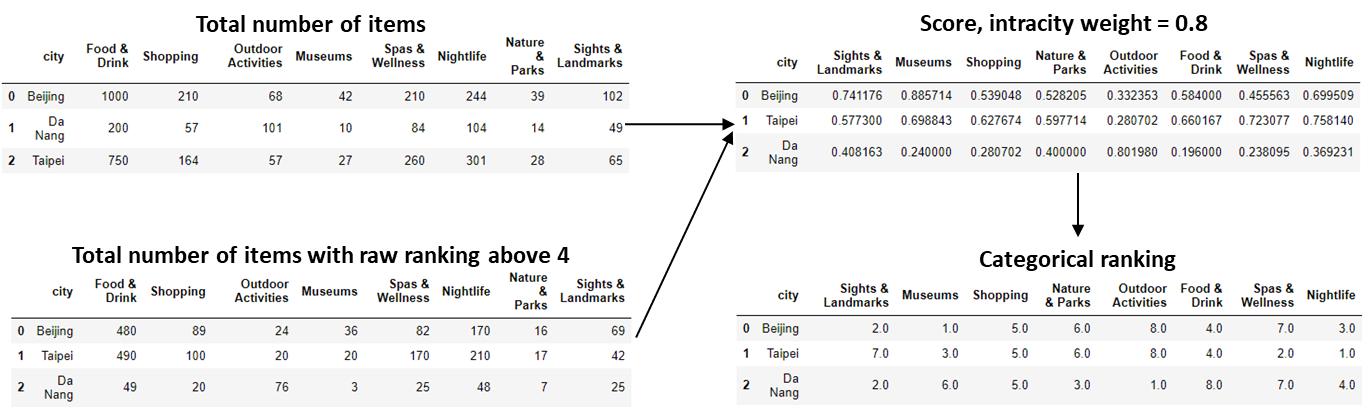 Total number of items
city Food & Drink Shopping Outdoor Activities Museums Spas & Wellness Nightlife Nature & Parks Sights & Landmarks
0 Beijing 1000 210 68 42 210 244 39 102
1 Da Nang 200 57 101 10 84 104 14 49
2 Taipei 750 164 57 27 260 301 28 65
Total number of items with raw ranking above 4
city Food & Drink Shopping Outdoor Activities Museums Spas & Wellness Nightlife Nature & Parks Sights & Landmarks
0 Beijing 480 89 24 36 82 170 16 69
1 Taipei 490 100 20 20 170 210 17 42
2 Da Nang 49 20 76 3 25 48 7 25
Score, intracity weight = 0.8
city Sights & Landmarks Museums Shopping Nature & Parks Outdoor Activities Food & Drink Spas & Wellness Nightlife
0 Beijing 0.741176 0.885714 0.539048 0.528205 0.332353 0.584000 0.455563 0.699509
1 Taipei 0.577300 0.698843 0.627674 0.597714 0.280702 0.660167 0.723077 0.758140
2 Da Nang 0.408163 0.240000 0.280702 0.400000 0.801980 0.196000 0.238095 0.369231
Categorical ranking
city Sights & Landmarks Museums Shopping Nature & Parks Outdoor Activities Food & Drink Spas & Wellness Nightlife
0 Beijing 2.0 1.0 5.0 6.0 8.0 4.0 7.0 3.0
1 Taipei 7.0 3.0 5.0 6.0 8.0 4.0 2.0 1.0
2 Da Nang 2.0 6.0 5.0 3.0 1.0 8.0 7.0 4.0